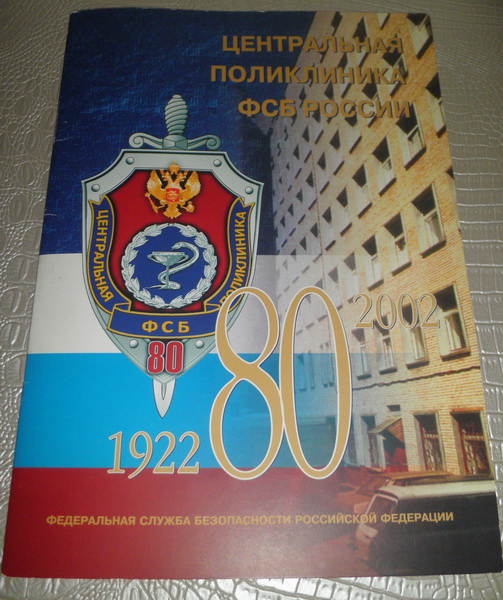 ЦЕНТРАЛЬНАЯ
ПОЛИКЛИНИКА
ФСБ РОССИИ
ЦЕНТРАЛЬНАЯ
ПОЛИКЛИНИКА
ФСБ
80
2002
80
1922
ФЕДЕРАЛЬНАЯ СЛУЖБА БЕЗОПАСНОСТИ РОССИЙСКОЙ ФЕДЕРАЦИИ